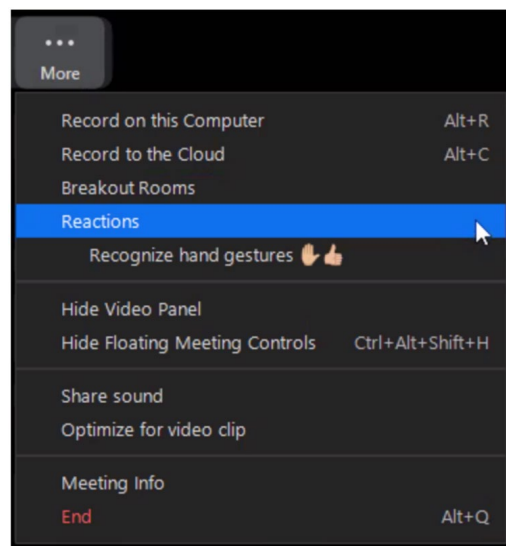 More
Record on this Computer Alt+R
Record to the Cloud Alt+C
Breakout Rooms
Reactions
Recognize hand gestures ✋👍
Hide Video Panel
Hide Floating Meeting Controls Ctrl+Alt+Shift+H
Share sound
Optimize for video clip
Meeting Info
End Alt+Q